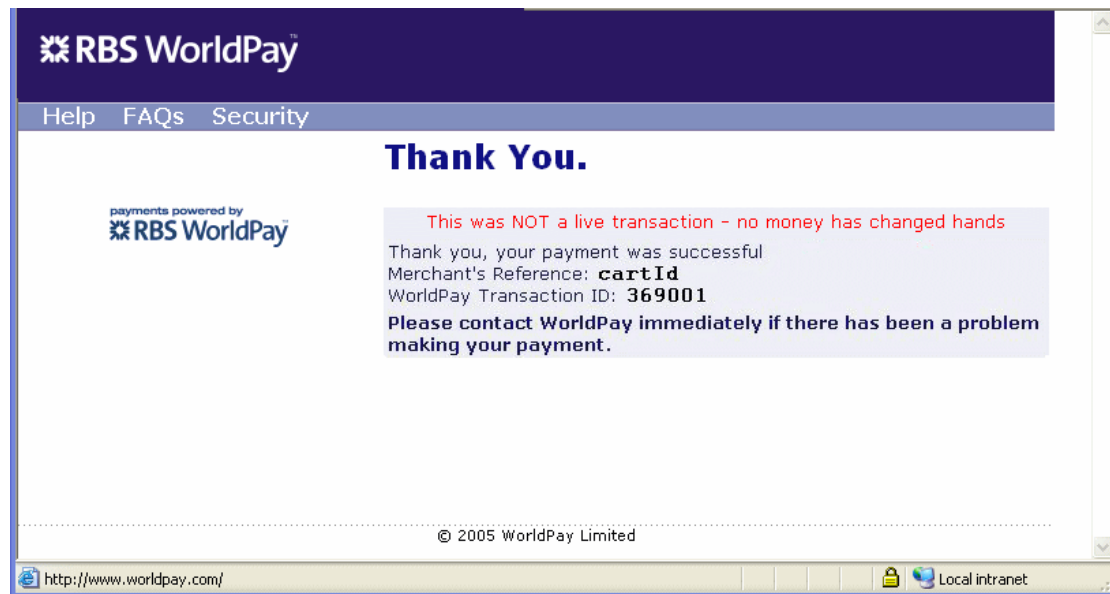 RBS WorldPay™
Help FAQs Security
Thank You.
payments powered by
RBS WorldPay
This was NOT a live transaction – no money has changed hands
Thank you, your payment was successful
Merchant's Reference: cartId
WorldPay Transaction ID: 369001
Please contact WorldPay immediately if there has been a problem
making your payment.
© 2005 WorldPay Limited
http://www.worldpay.com/ Local intranet